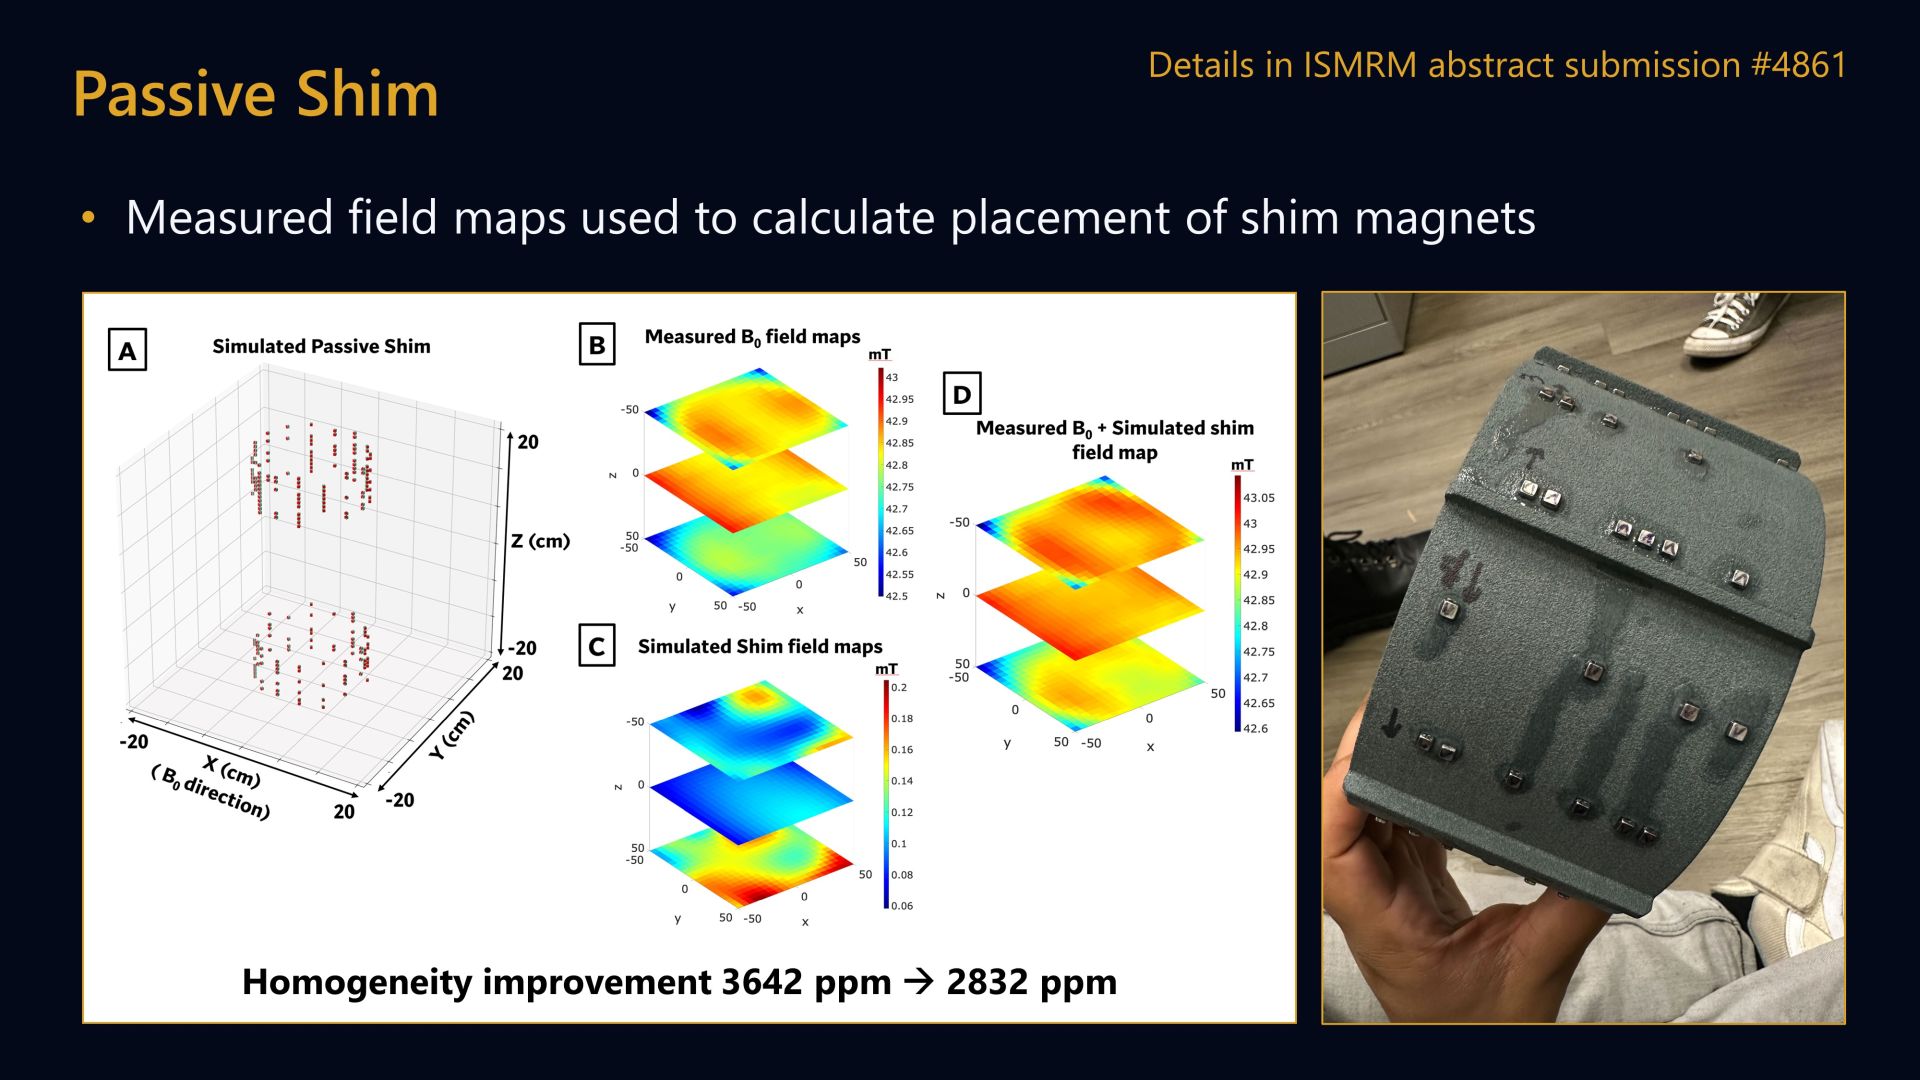 Passive Shim
Details in ISMRM abstract submission #4861
• Measured field maps used to calculate placement of shim magnets
A
Simulated Passive Shim
20
Z (cm)
-20
20
Y (cm)
-20
-20
X (cm)
( B0 direction)
20
B
Measured B0 field maps
mT
43
42.95
42.9
42.85
42.8
42.75
42.7
42.65
42.6
42.55
42.5
-50
z
0
50
-50
0
y
50
-50
0
x
50
C
Simulated Shim field maps
mT
0.2
0.18
0.16
0.14
0.12
0.1
0.08
0.06
-50
z
0
50
-50
0
y
50
-50
0
x
50
D
Measured B0 + Simulated shim
field map
mT
43.05
43
42.95
42.9
42.85
42.8
42.75
42.7
42.65
42.6
-50
z
0
50
-50
0
y
50
-50
0
x
50
Homogeneity improvement 3642 ppm → 2832 ppm